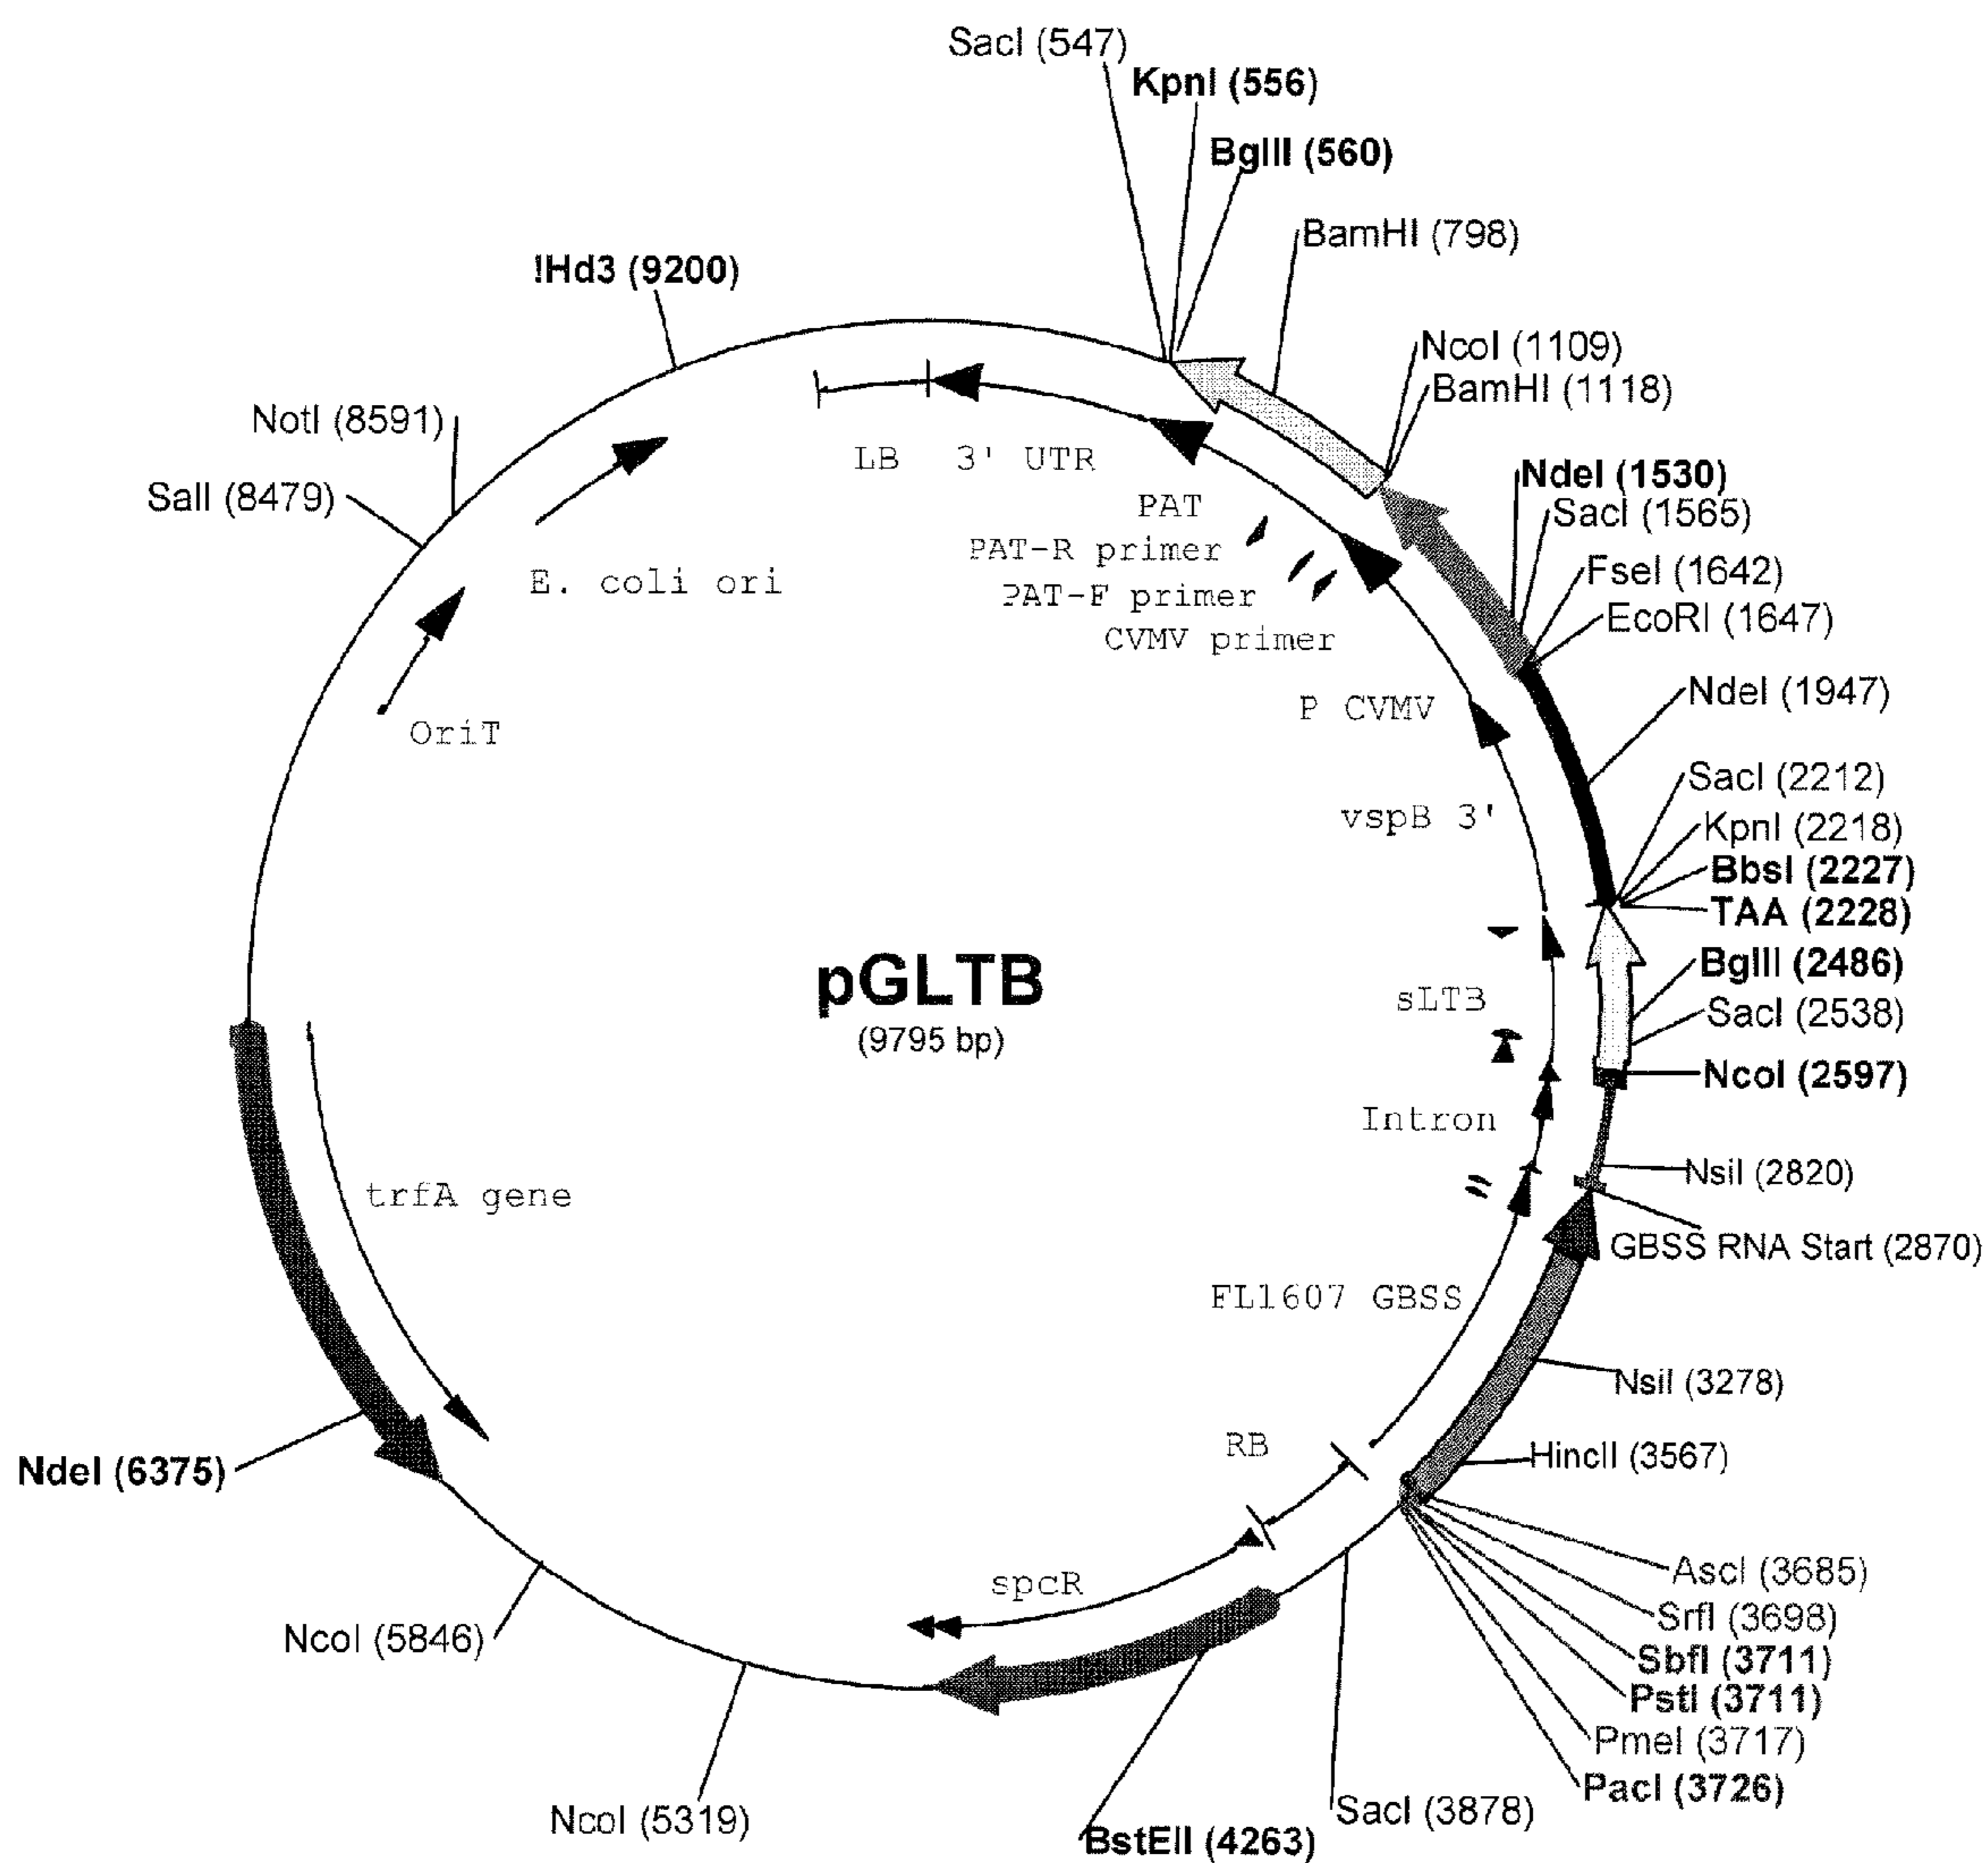 SacI (547)
KpnI (556)
BglII (560)
BamHI (798)
!Hd3 (9200)
NcoI (1109)
BamHI (1118)
NotI (8591)
LB
3' UTR
NdeI (1530)
SalI (8479)
SacI (1565)
PAT
PAT-R primer
FseI (1642)
E. coli ori
PAT-F primer
EcoRI (1647)
CVMV primer
NdeI (1947)
P CVMV
OriT
SacI (2212)
vspB 3'
KpnI (2218)
BbsI (2227)
TAA (2228)
pGLTB
BglII (2486)
sLTB
SacI (2538)
(9795 bp)
NcoI (2597)
Intron
NsiI (2820)
trfA gene
GBSS RNA Start (2870)
FL1607 GBSS
NsiI (3278)
RB
HincII (3567)
NdeI (6375)
AscI (3685)
spcR
SrfI (3698)
NcoI (5846)
SbfI (3711)
PstI (3711)
PmeI (3717)
PacI (3726)
SacI (3878)
NcoI (5319)
BstEII (4263)